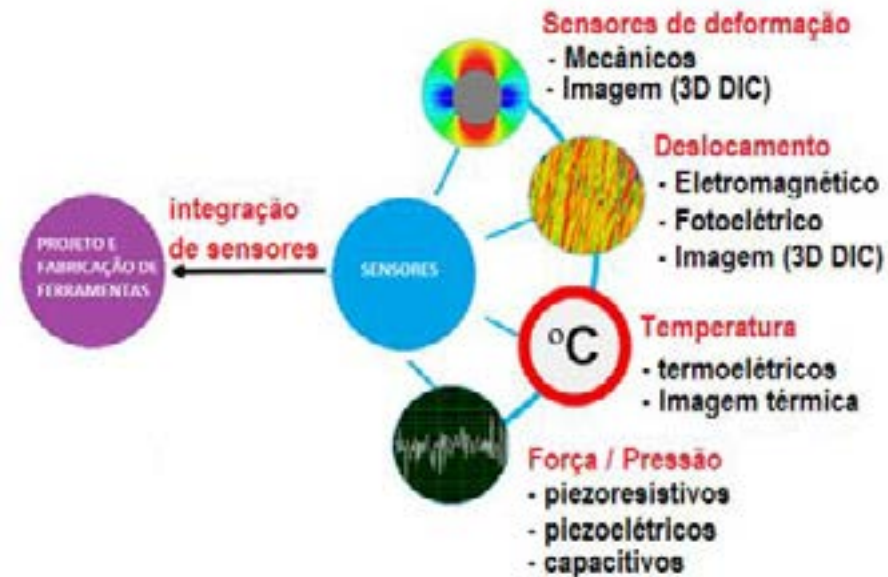 Sensores de deformação
- Mecânicos
- Imagem (3D DIC)
Deslocamento
- Eletromagnético
- Fotoelétrico
- Imagem (3D DIC)
integração
de sensores
PROJETO E
FABRICAÇÃO DE
FERRAMENTAS
SENSORES
°C
Temperatura
- termoelétricos
- Imagem térmica
Força / Pressão
- piezoresistivos
- piezoelétricos
- capacitivos